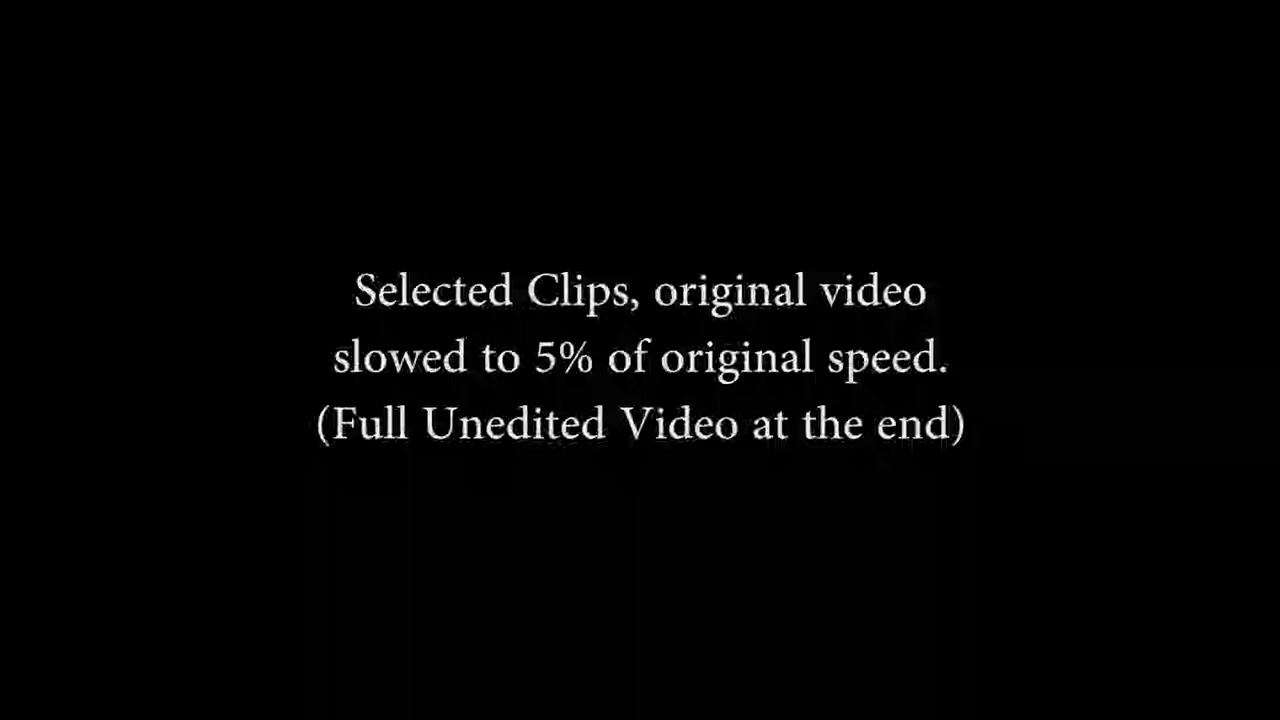 Selected Clips, original video
slowed to 5% of original speed.
(Full Unedited Video at the end)